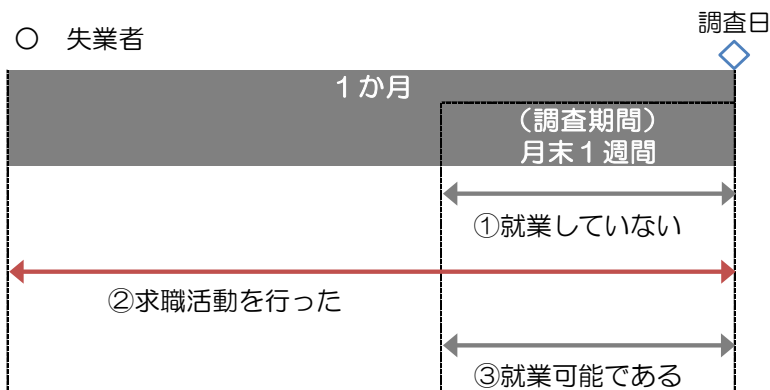 調査日
○ 失業者
１か月
（調査期間）
月末１週間
①就業していない
②求職活動を行った
③就業可能である